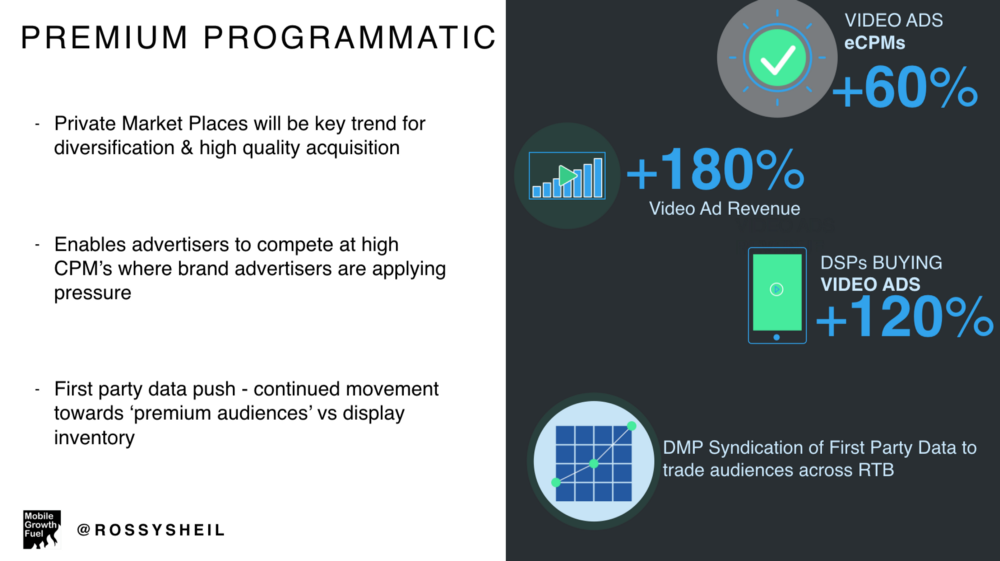 PREMIUM PROGRAMMATIC
- Private Market Places will be key trend for
diversification & high quality acquisition
- Enables advertisers to compete at high
CPM’s where brand advertisers are applying
pressure
- First party data push - continued movement
towards ‘premium audiences’ vs display
inventory
Mobile
Growth
Fuel
@ROSSYSHEIL
VIDEO ADS
eCPMs
+60%
+180%
Video Ad Revenue
DSPs BUYING
VIDEO ADS
+120%
DMP Syndication of First Party Data to
trade audiences across RTB